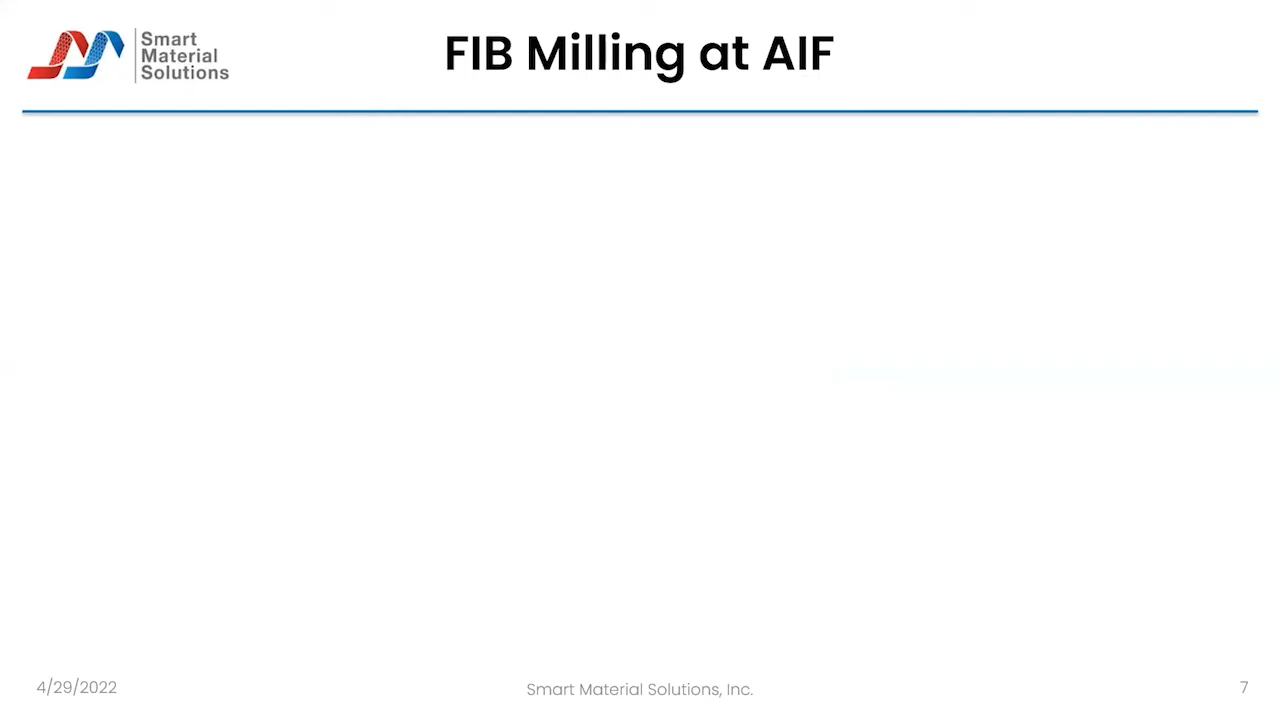 Smart
Material
Solutions
FIB Milling at AIF
4/29/2022
Smart Material Solutions, Inc.
7